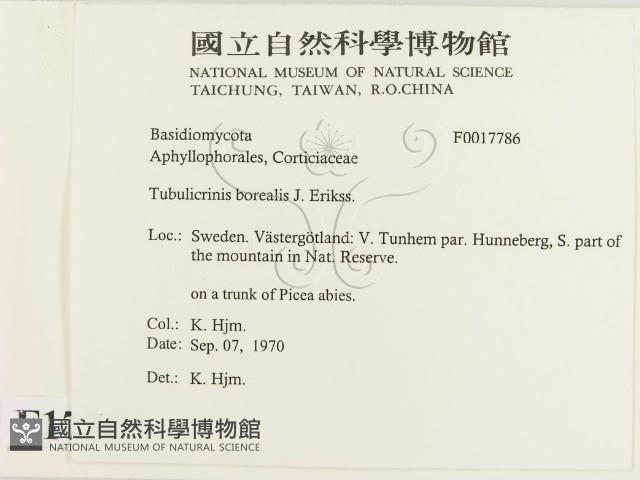 國立自然科學博物館
NATIONAL MUSEUM OF NATURAL SCIENCE
TAICHUNG, TAIWAN, R.O.CHINA
Basidiomycota F0017786
Aphyllophorales, Corticiaceae
Tubulicrinis borealis J. Erikss.
Loc.: Sweden. Västergötland: V. Tunhem par. Hunneberg, S. part of
the mountain in Nat. Reserve.
on a trunk of Picea abies.
Col.: K. Hjm.
Date: Sep. 07, 1970
Det.: K. Hjm.
國立自然科學博物館
NATIONAL MUSEUM OF NATURAL SCIENCE